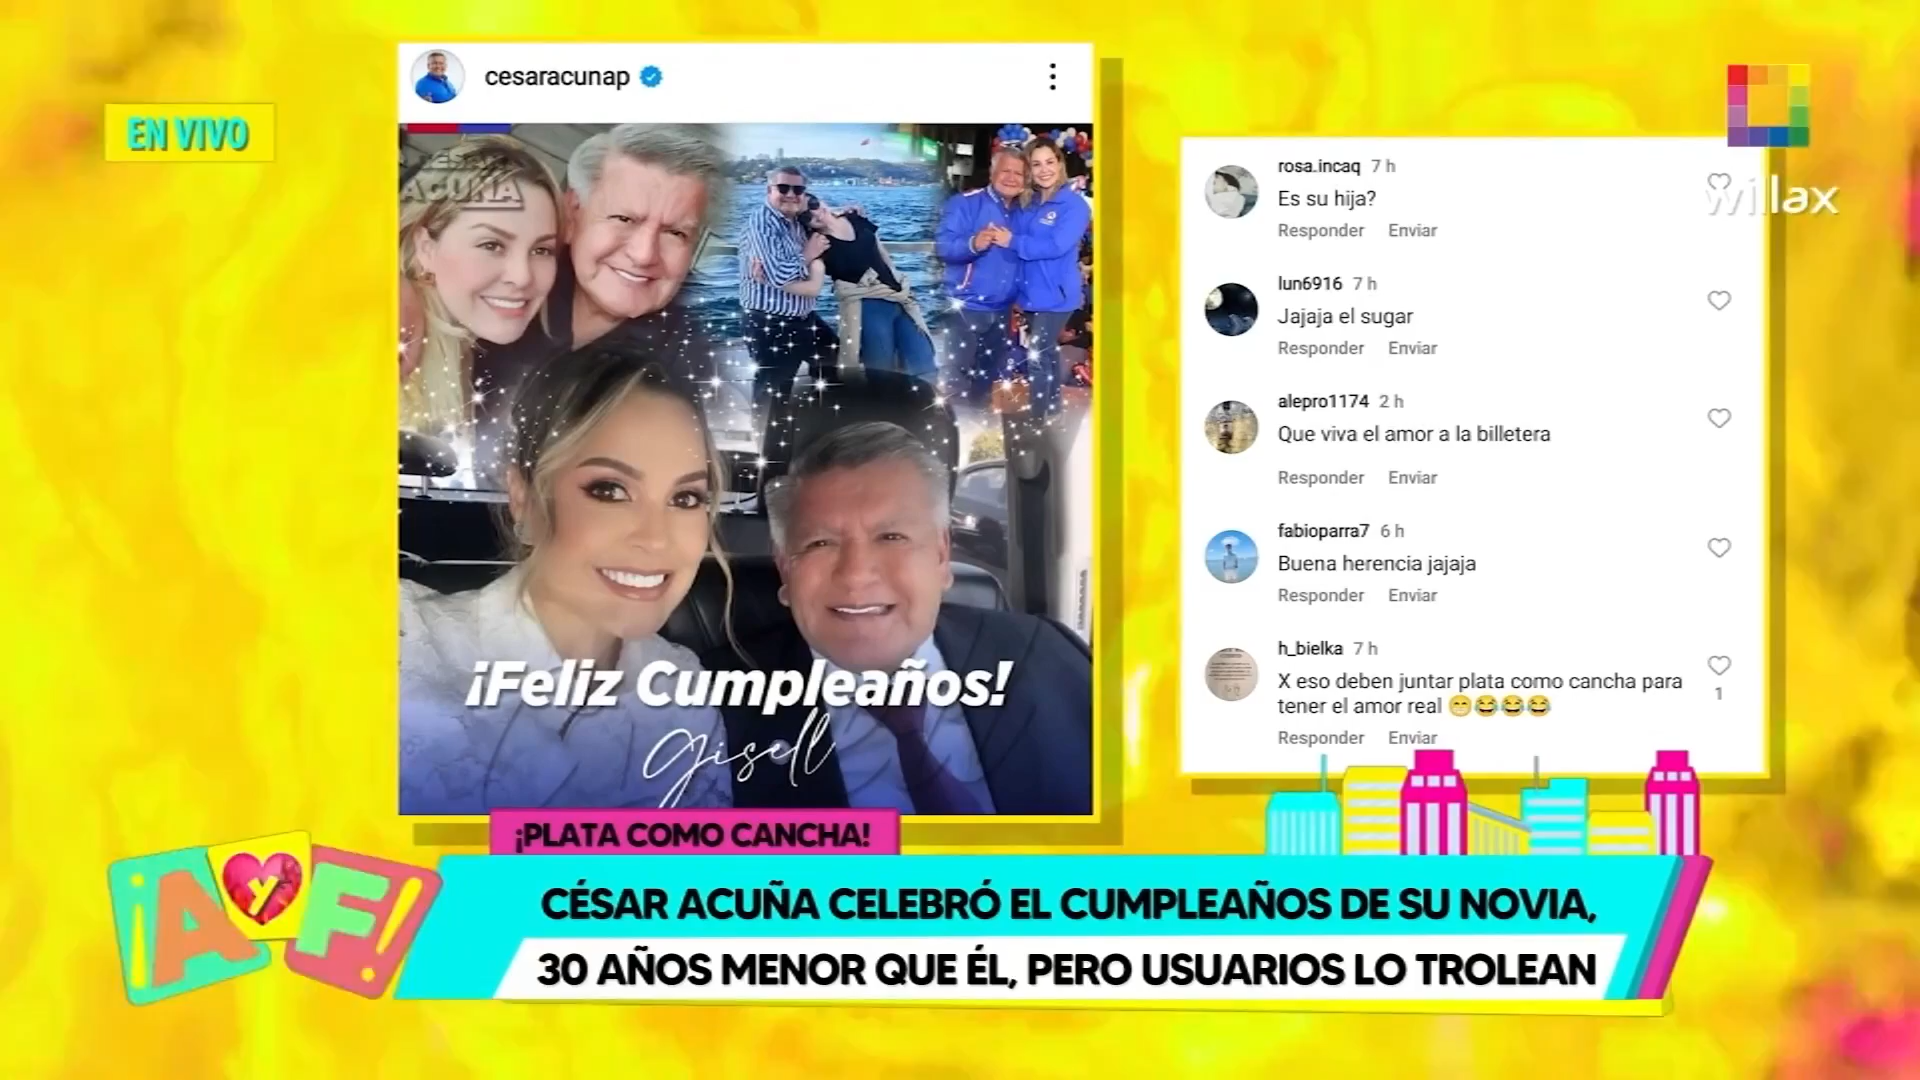 EN VIVO
cesaracunap
CESAR
ACUÑA
¡Feliz Cumpleaños!
Gisell
rosa.incaq 7 h
Es su hija?
Responder Enviar
lun6916 7 h
Jajaja el sugar
Responder Enviar
alepro1174 2 h
Que viva el amor a la billetera
Responder Enviar
fabioparra7 6 h
Buena herencia jajaja
Responder Enviar
h_bielka 7 h
X eso deben juntar plata como cancha para
tener el amor real 😁😂😂😂
1
Responder Enviar
willax
¡PLATA COMO CANCHA!
¡A y F!
CÉSAR ACUÑA CELEBRÓ EL CUMPLEAÑOS DE SU NOVIA,
30 AÑOS MENOR QUE ÉL, PERO USUARIOS LO TROLEAN